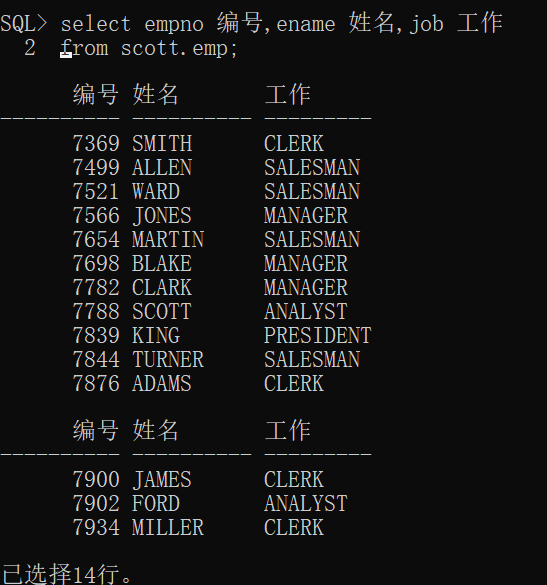 SQL> select empno 编号,ename 姓名,job 工作
  2  from scott.emp;
      编号 姓名       工作
---------- ---------- ---------
      7369 SMITH      CLERK
      7499 ALLEN      SALESMAN
      7521 WARD       SALESMAN
      7566 JONES      MANAGER
      7654 MARTIN     SALESMAN
      7698 BLAKE      MANAGER
      7782 CLARK      MANAGER
      7788 SCOTT      ANALYST
      7839 KING       PRESIDENT
      7844 TURNER     SALESMAN
      7876 ADAMS      CLERK
      编号 姓名       工作
---------- ---------- ---------
      7900 JAMES      CLERK
      7902 FORD       ANALYST
      7934 MILLER     CLERK
已选择14行。